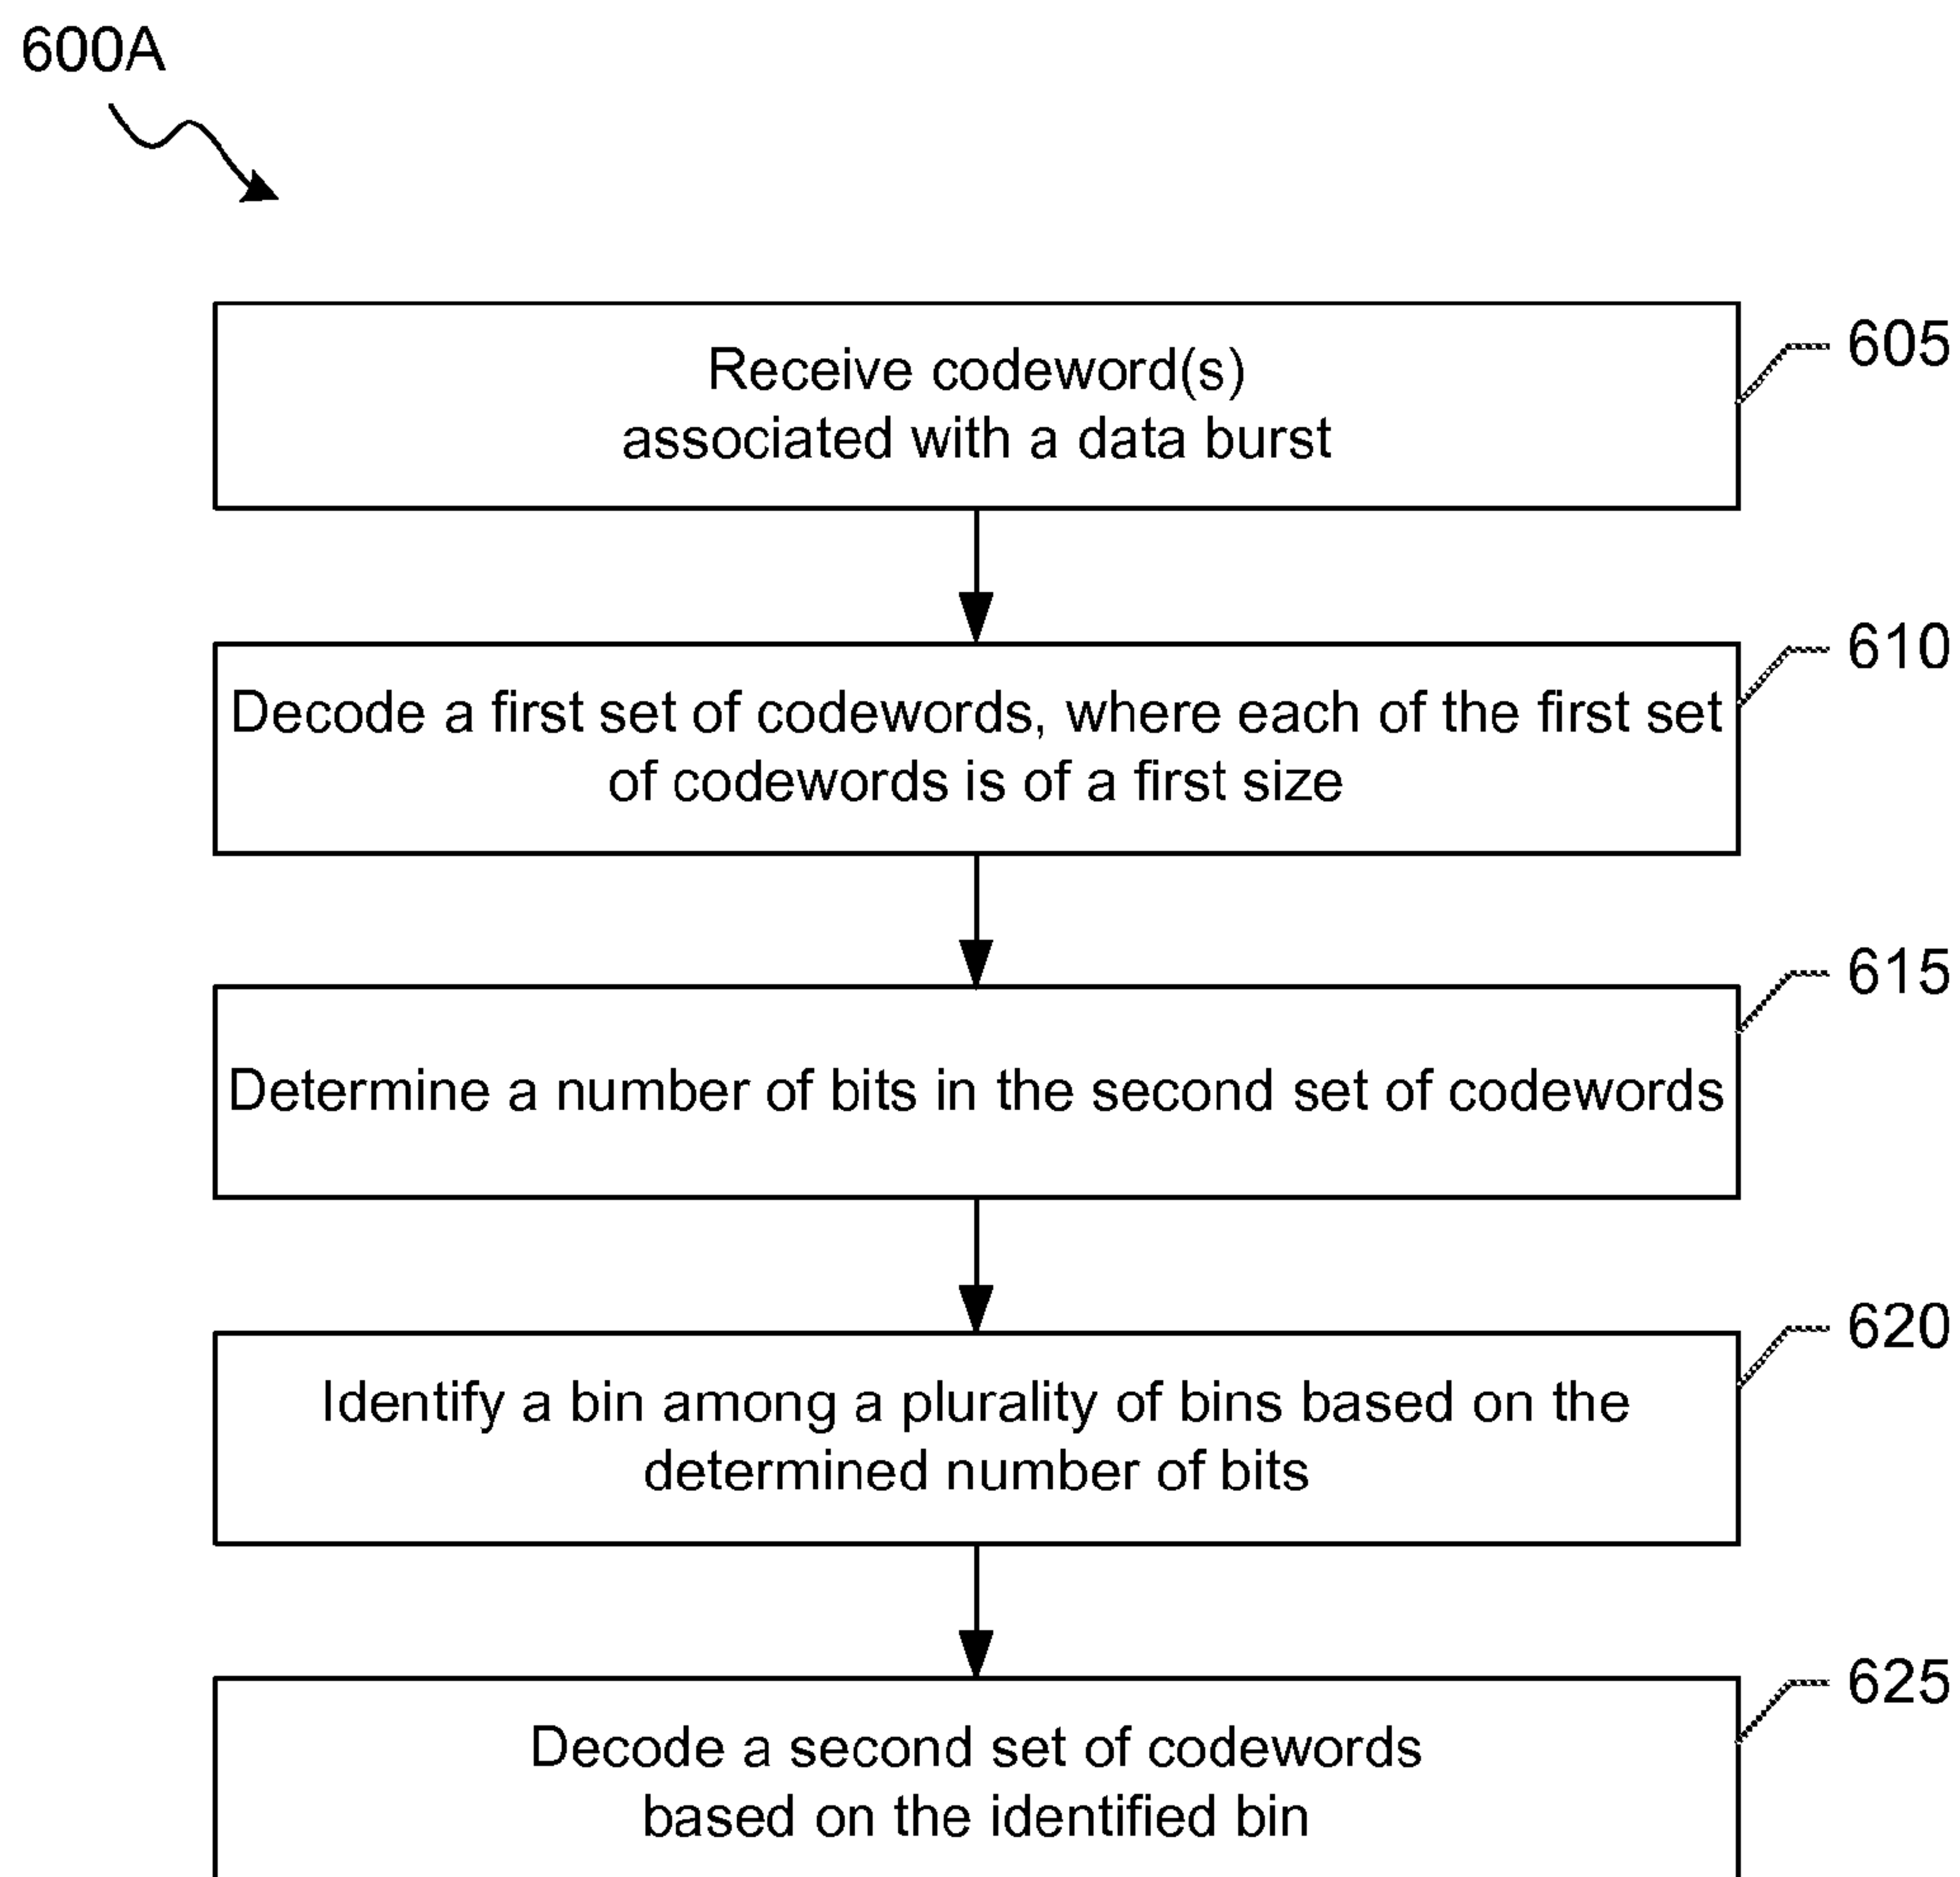 600A
Receive codeword(s)
associated with a data burst
605
Decode a first set of codewords, where each of the first set
of codewords is of a first size
610
Determine a number of bits in the second set of codewords
615
Identify a bin among a plurality of bins based on the
determined number of bits
620
Decode a second set of codewords
based on the identified bin
625